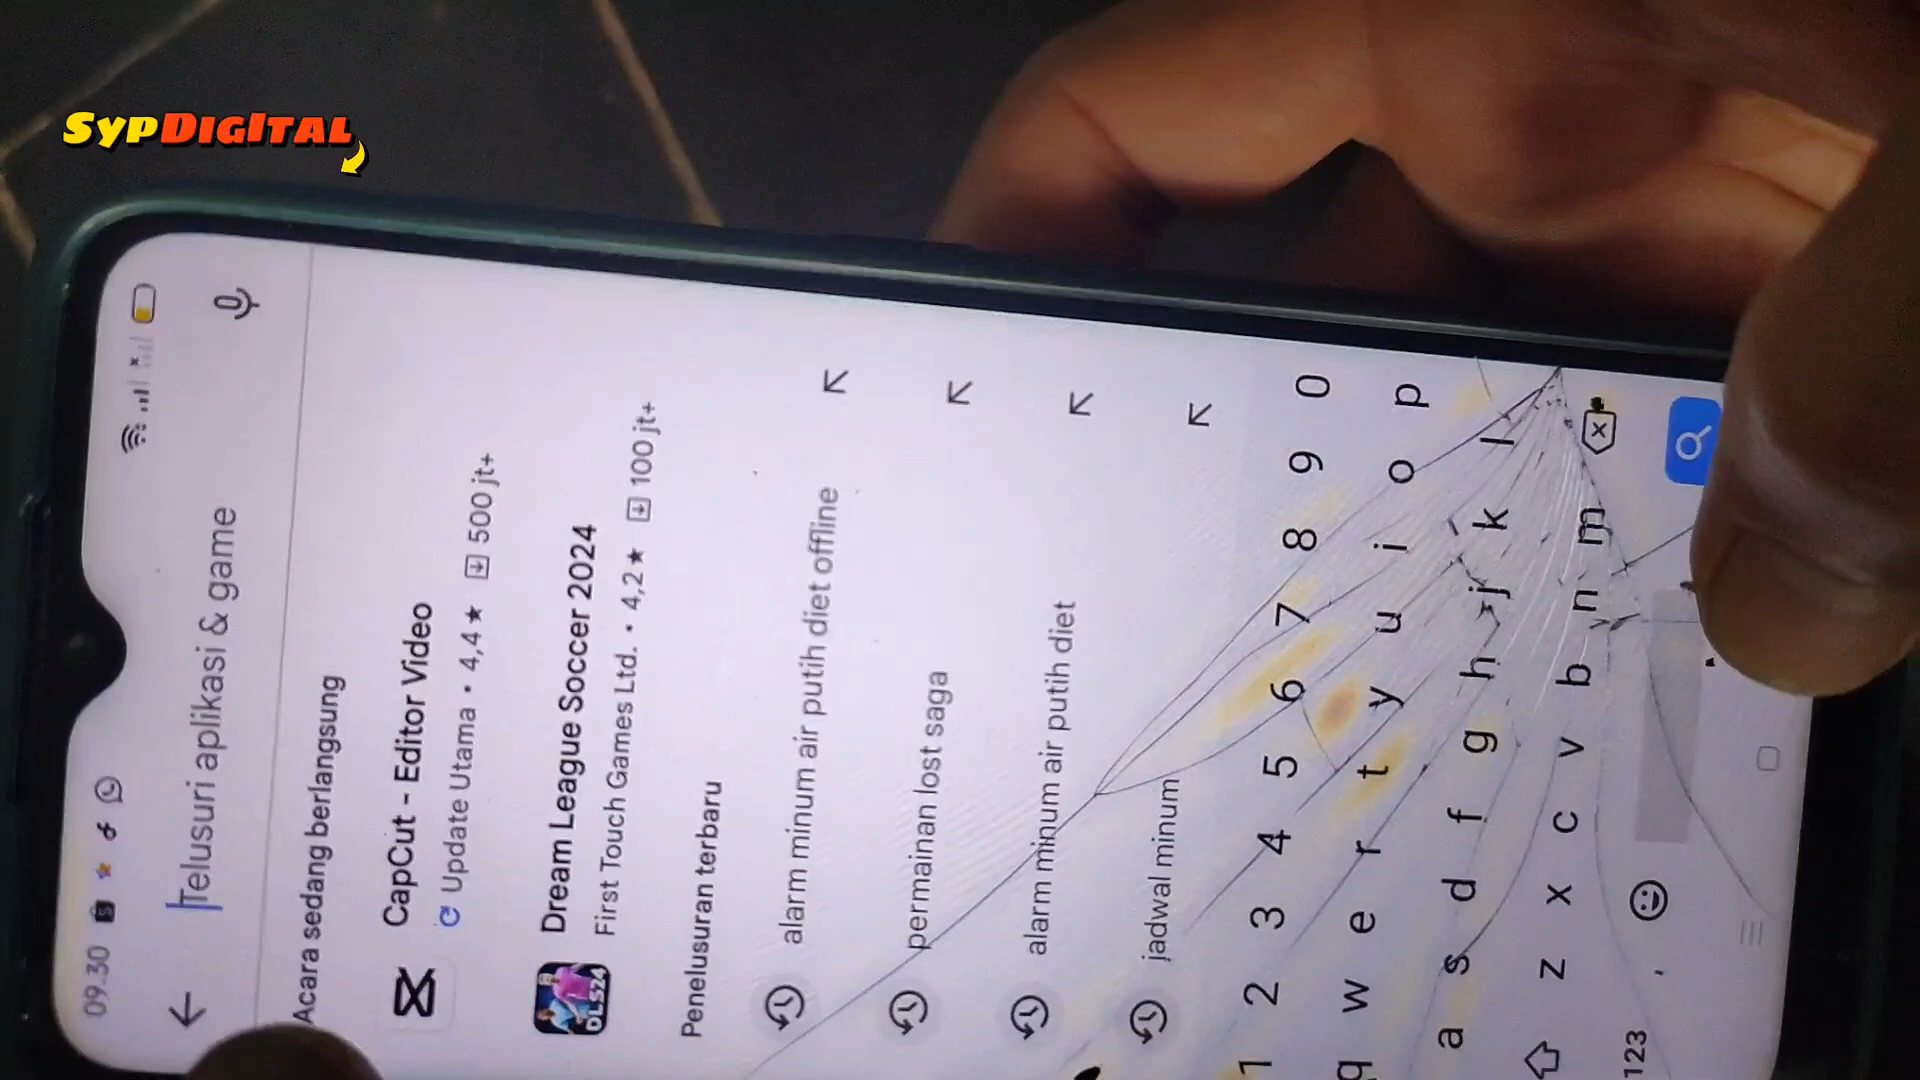 SYPDIGITAL
09.30
Telusuri aplikasi & game
Acara sedang berlangsung
CapCut - Editor Video
Update Utama • 4,4 ★ 500 jt+
Dream League Soccer 2024
First Touch Games Ltd. • 4,2 ★ 100 jt+
DLS24
Penelusuran terbaru
alarm minum air putih diet offline
permainan lost saga
alarm minum air putih diet
jadwal minum
1 2 3 4 5 6 7 8 9 0
q w e r t y u i o p
a s d f g h j k l
z x c v b n m
123 ,